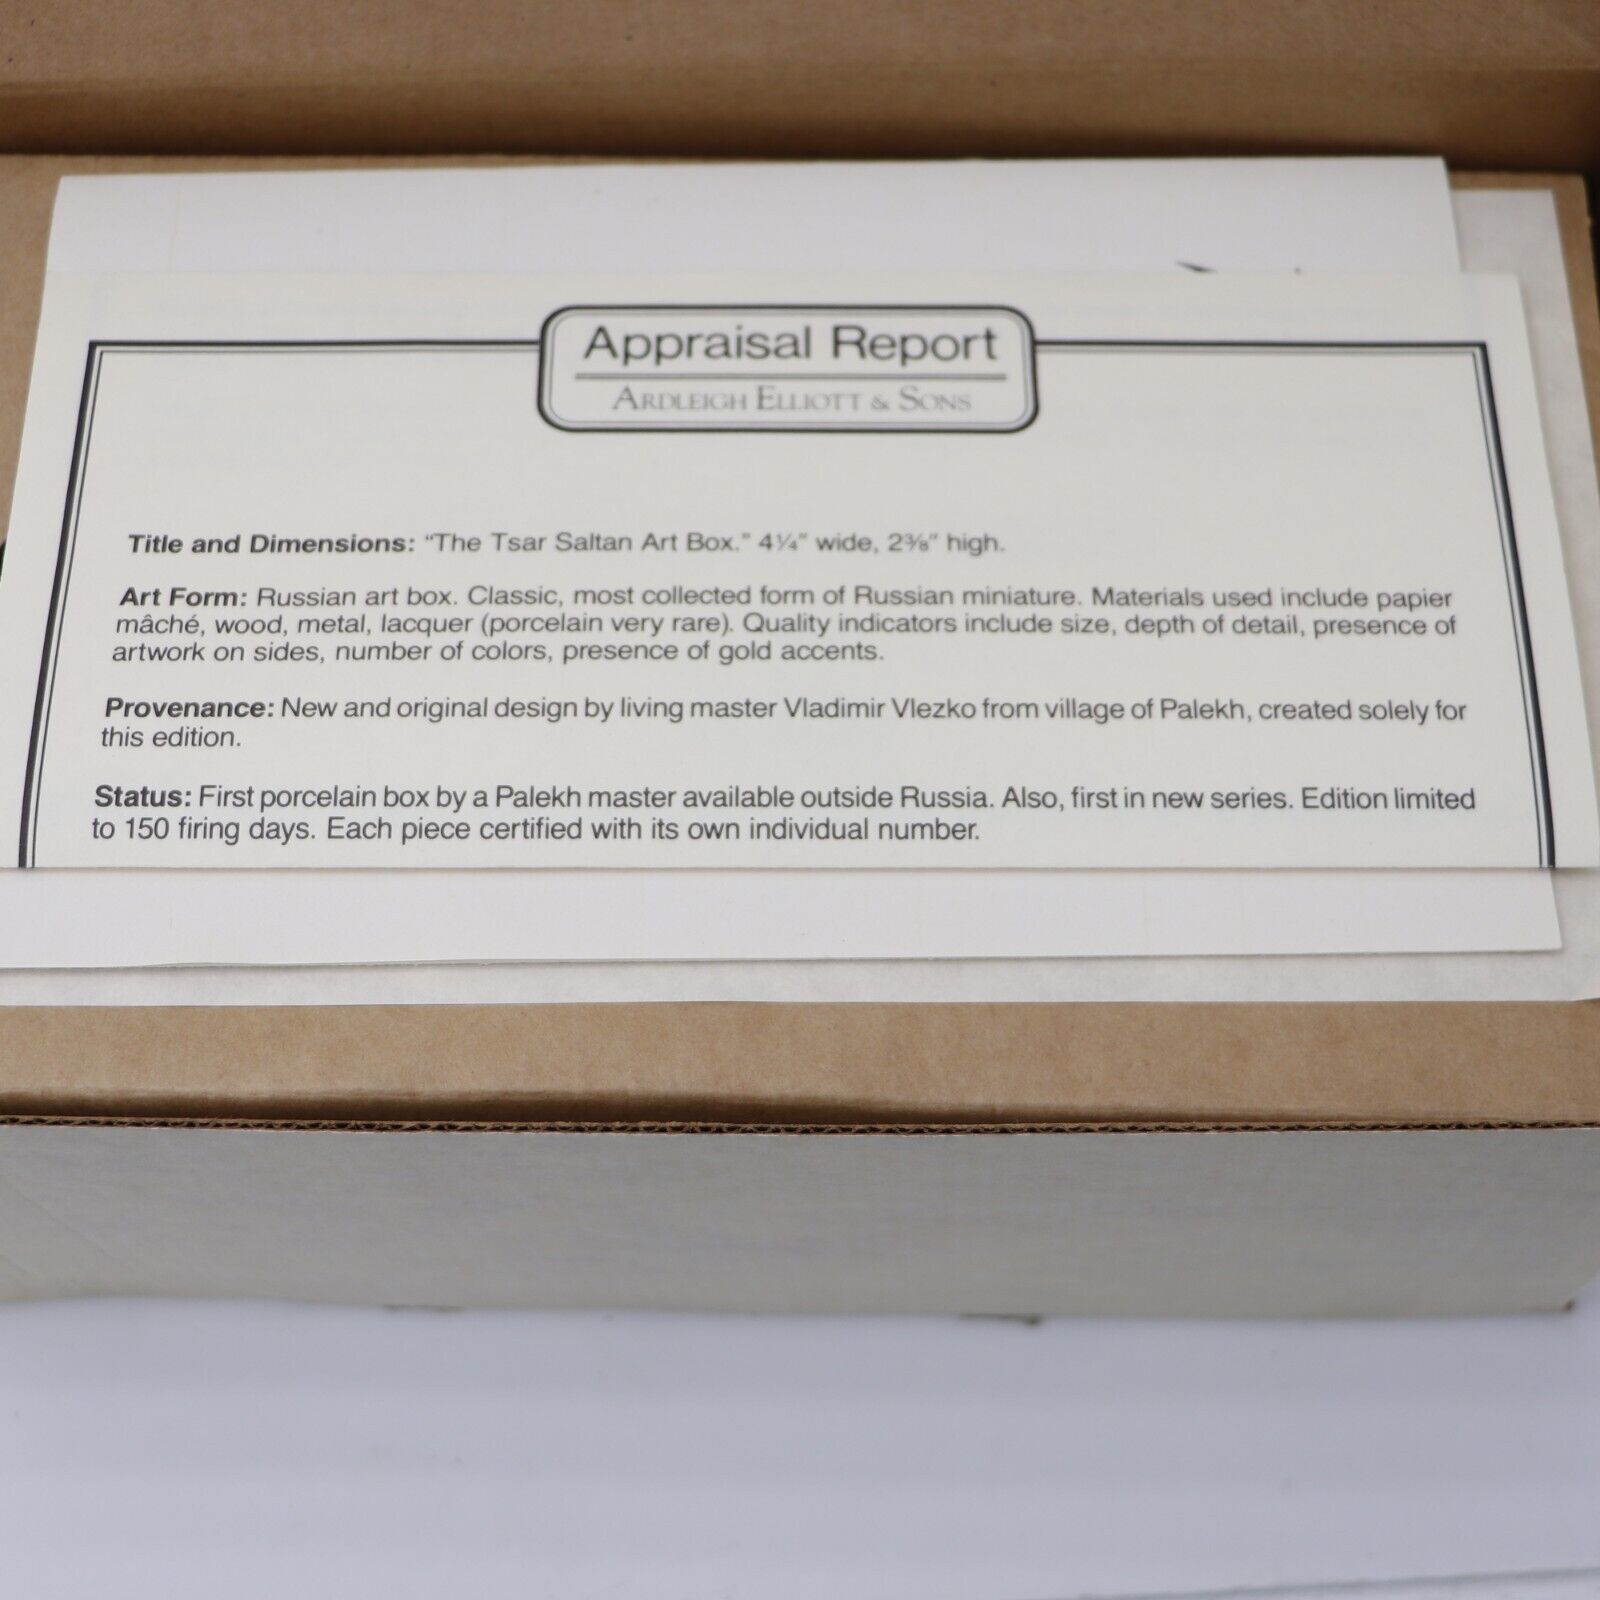 Appraisal Report
ARDLEIGH ELLIOTT & SONS
Title and Dimensions: “The Tsar Saltan Art Box.” 4¼″ wide, 2⅜″ high.
Art Form: Russian art box. Classic, most collected form of Russian miniature. Materials used include papier
mâché, wood, metal, lacquer (porcelain very rare). Quality indicators include size, depth of detail, presence of
artwork on sides, number of colors, presence of gold accents.
Provenance: New and original design by living master Vladimir Vlezko from village of Palekh, created solely for
this edition.
Status: First porcelain box by a Palekh master available outside Russia. Also, first in new series. Edition limited
to 150 firing days. Each piece certified with its own individual number.